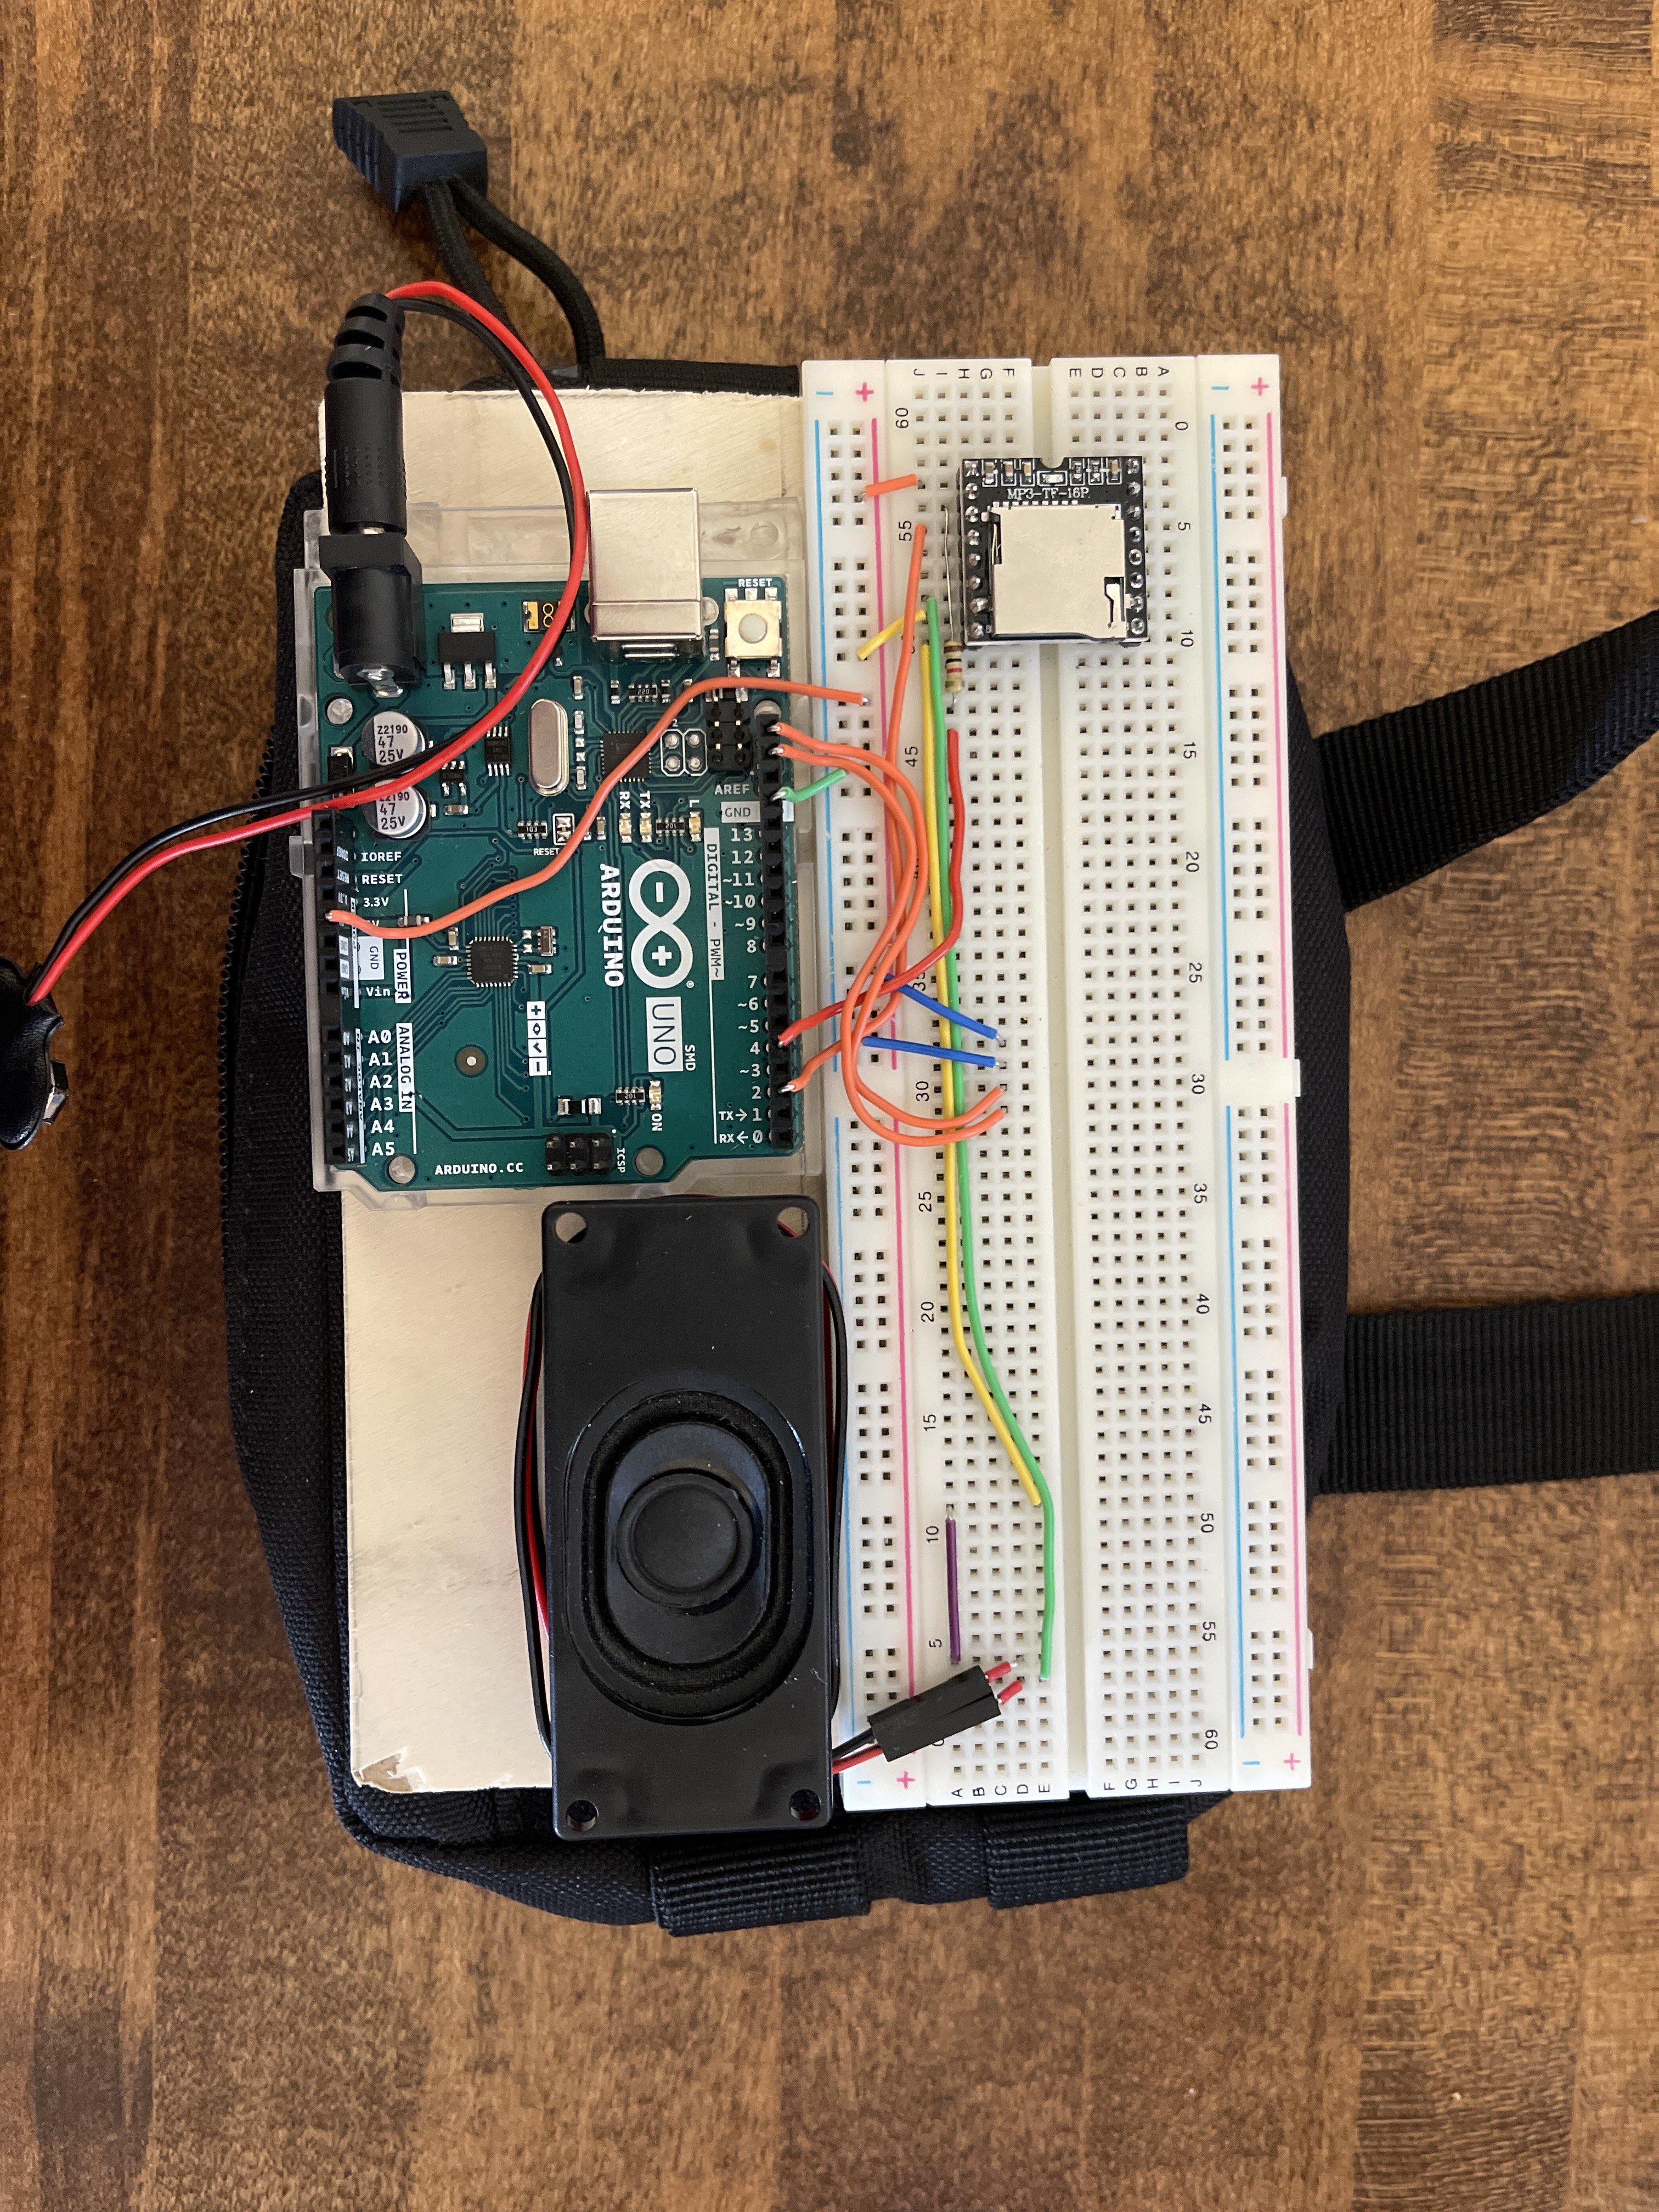 MP3-TF-16P
J I H G F
E D C B A
60
55
45
30
25
20
15
10
5
0
5
10
15
20
25
30
35
40
45
50
55
60
A B C D E
F G H I J
RESET
Z2190
47
25V
Z2190
47
25V
220
103
RESET
RX
TX
L
201
AREF
GND
13
12
~11
~10
~9
8
7
~6
~5
4
~3
2
TX→1
RX←0
DIGITAL - PWM~
IOREF
RESET
3.3V
GND
Vin
POWER
A0
A1
A2
A3
A4
A5
ANALOG IN
ARDUINO
UNO
SMD
201
ON
ICSP
ARDUINO.CC